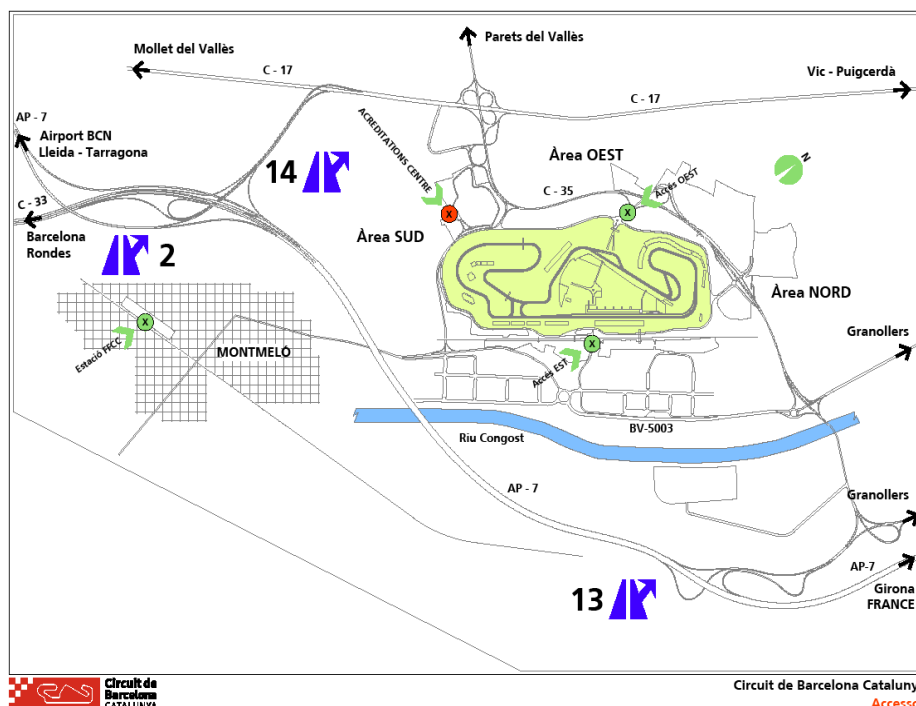 Parets del Vallès
Mollet del Vallès
C - 17
Vic - Puigcerdà
C - 17
AP - 7
Airport BCN
Lleida - Tarragona
ACREDITATIONS CENTRE
Àrea OEST
N
14
Accés OEST
C - 35
X
X
C - 33
Barcelona
Rondes
2
Àrea SUD
Àrea NORD
X
Estació FFCC
MONTMELÓ
X
Accés EST
Granollers
BV-5003
Riu Congost
AP - 7
Granollers
AP-7
13
Girona
FRANCE
Circuit de
Barcelona
CATALUNYA
Circuit de Barcelona Cataluny
Accesso